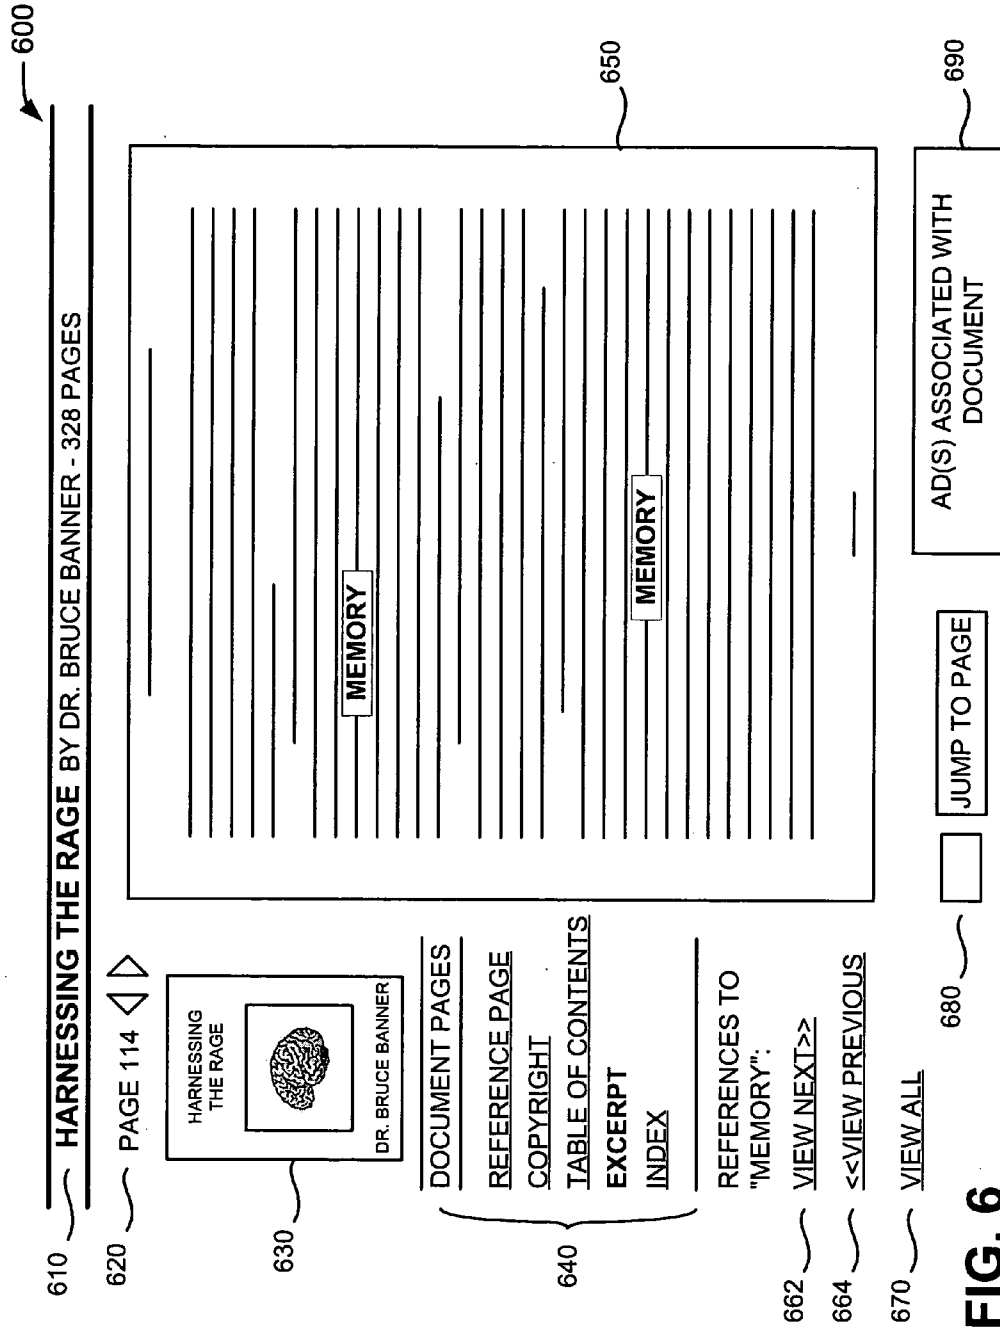 600
610
HARNESSING THE RAGE BY DR. BRUCE BANNER - 328 PAGES
620
PAGE 114
630
HARNESSING
THE RAGE
DR. BRUCE BANNER
640
DOCUMENT PAGES
REFERENCE PAGE
COPYRIGHT
TABLE OF CONTENTS
EXCERPT
INDEX
REFERENCES TO
"MEMORY":
662
VIEW NEXT>>
664
<<VIEW PREVIOUS
670
VIEW ALL
650
MEMORY
MEMORY
680
JUMP TO PAGE
690
AD(S) ASSOCIATED WITH
DOCUMENT
FIG. 6